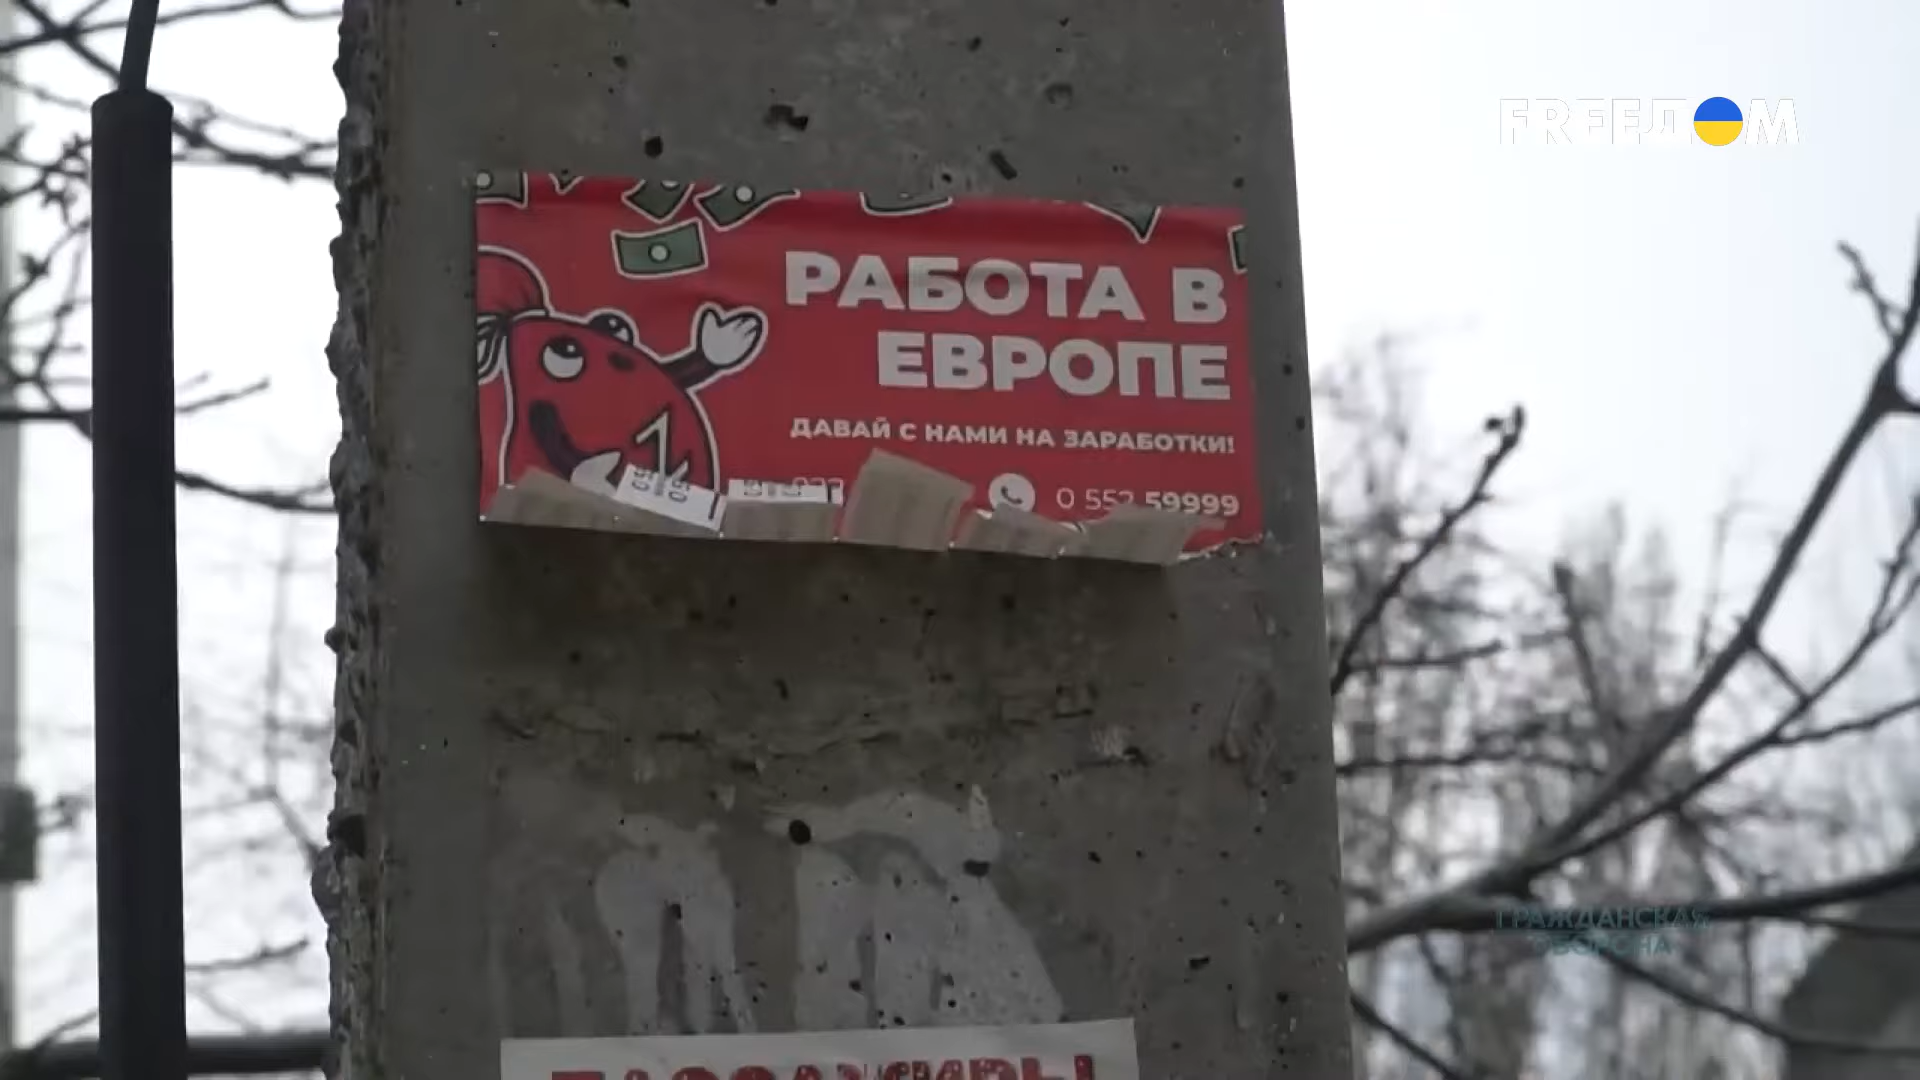 FREEДOM
РАБОТА В
ЕВРОПЕ
ДАВАЙ С НАМИ НА ЗАРАБОТКИ!
0 552 59999
ГРАЖДАНСКАЯ
ОБОРОНА